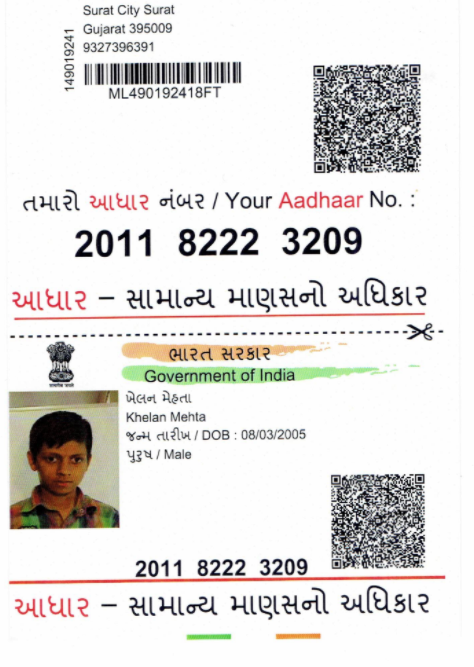 Surat City Surat
Gujarat 395009
9327396391
149019241
ML490192418FT
તમારો આધાર નંબર / Your Aadhaar No. :
2011 8222 3209
આધાર – સામાન્ય માણસનો અધિકાર
ભારત સરકાર
Government of India
ખેલન મેહતા
Khelan Mehta
જન્મ તારીખ / DOB : 08/03/2005
પુરુષ / Male
2011 8222 3209
આધાર – સામાન્ય માણસનો અધિકાર